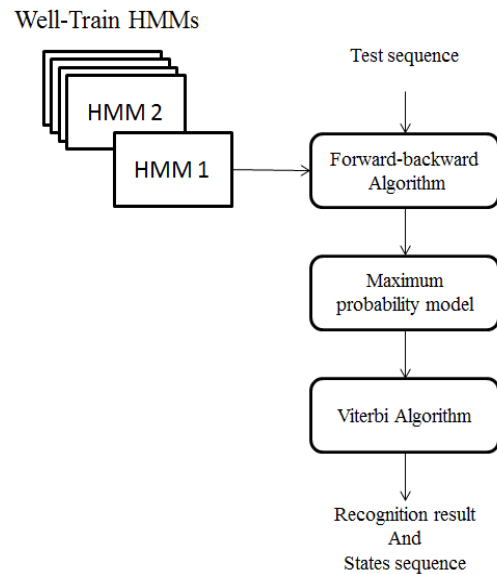 Well-Train HMMs
Test sequence
HMM 2
HMM 1
Forward-backward
Algorithm
Maximum
probability model
Viterbi Algorithm
Recognition result
And
States sequence